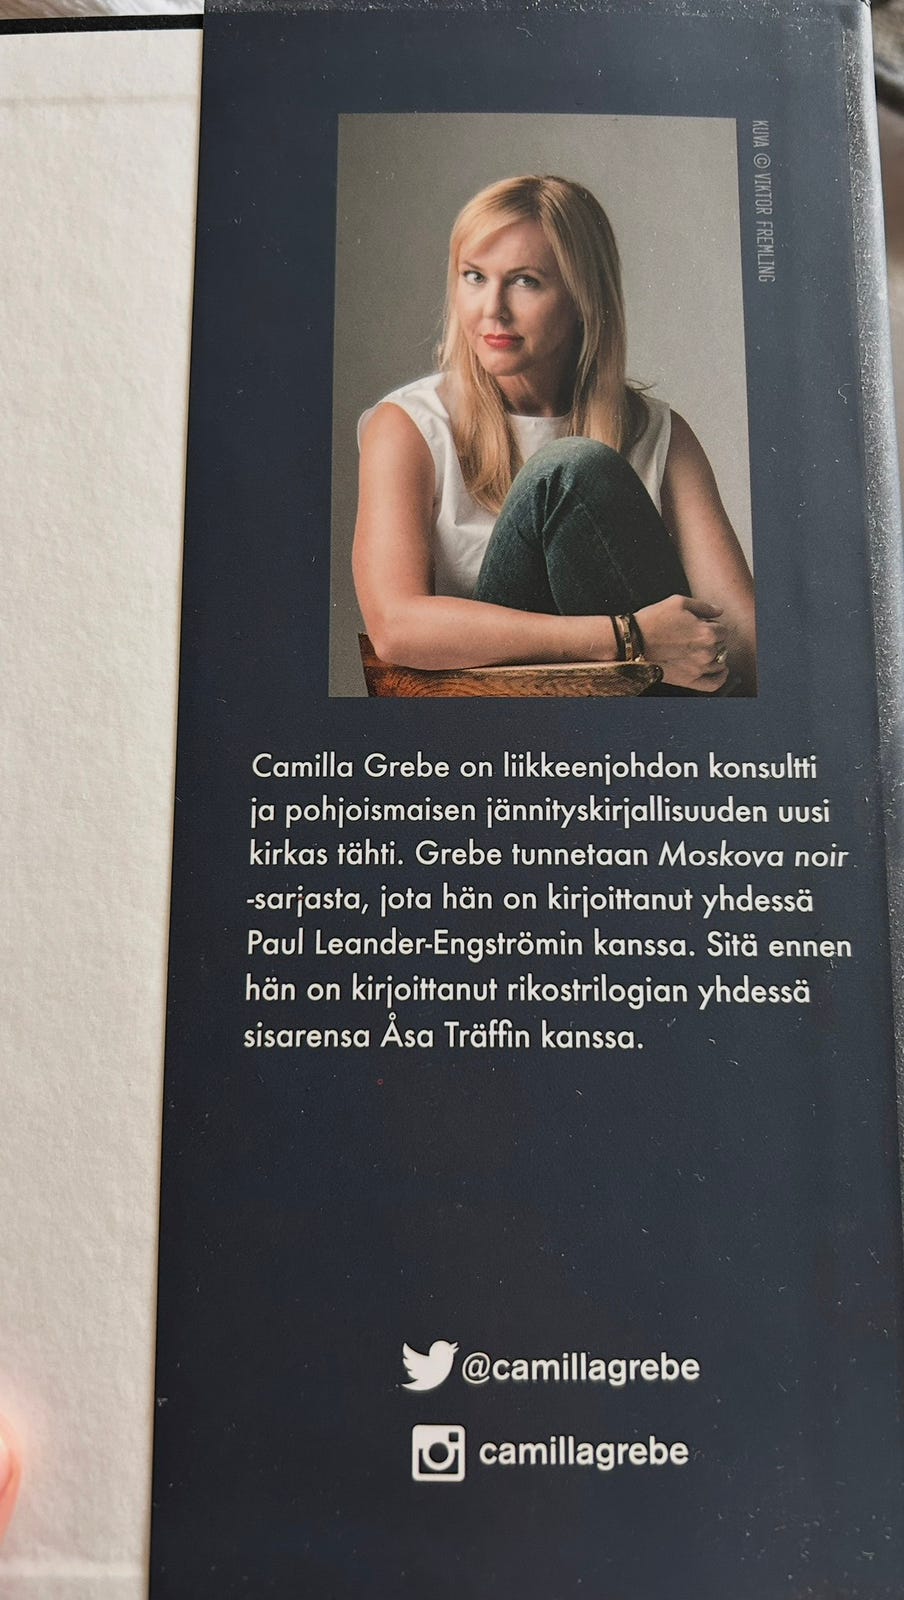 KUVA © VIKTOR FREMLING
Camilla Grebe on liikkeenjohdon konsultti
ja pohjoismaisen jännityskirjallisuuden uusi
kirkas tähti. Grebe tunnetaan Moskova noir
-sarjasta, jota hän on kirjoittanut yhdessä
Paul Leander-Engströmin kanssa. Sitä ennen
hän on kirjoittanut rikostrilogian yhdessä
sisarensa Åsa Träffin kanssa.
@camillagrebe
camillagrebe